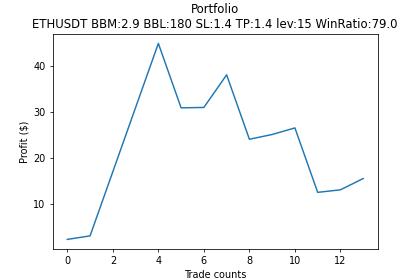 Portfolio
ETHUSDT BBM:2.9 BBL:180 SL:1.4 TP:1.4 lev:15 WinRatio:79.0
40
30
20
10
Profit ($)
0 2 4 6 8 10 12
Trade counts